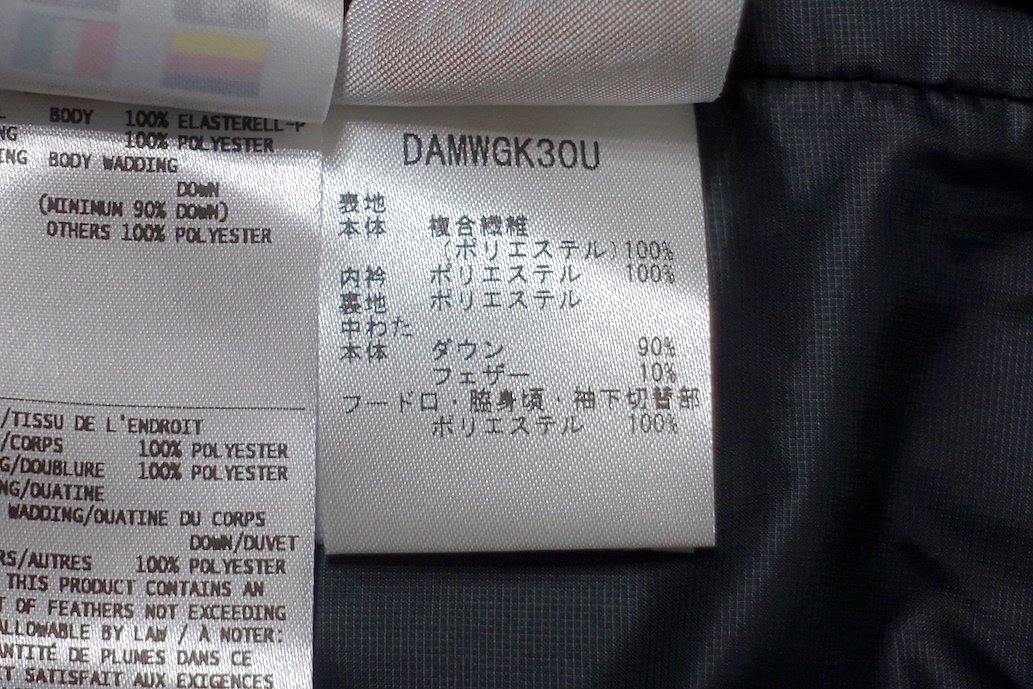 BODY 100% ELASTERELL-P
100% POLYESTER
BODY WADDING
DOWN
(MINIMUM 90% DOWN)
OTHERS 100% POLYESTER
/TISSU DE L'ENDROIT
/CORPS 100% POLYESTER
G/DOUBLURE 100% POLYESTER
NG/OUATINE
WADDING/OUATINE DU CORPS
DOWN/DUVET
RS/AUTRES 100% POLYESTER
THIS PRODUCT CONTAINS AN
T OF FEATHERS NOT EXCEEDING
ALLOWABLE BY LAW / À NOTER:
ANTITÉ DE PLUNES DANS CE
T SATISFAIT AUX EXIGENCES
DAMWGK30U
表地
本体 複合繊維
(ポリエステル)100%
内衿 ポリエステル 100%
裏地 ポリエステル
中わた
本体 ダウン 90%
フェザー 10%
フード口・脇身頃・袖下切替部
ポリエステル 100%